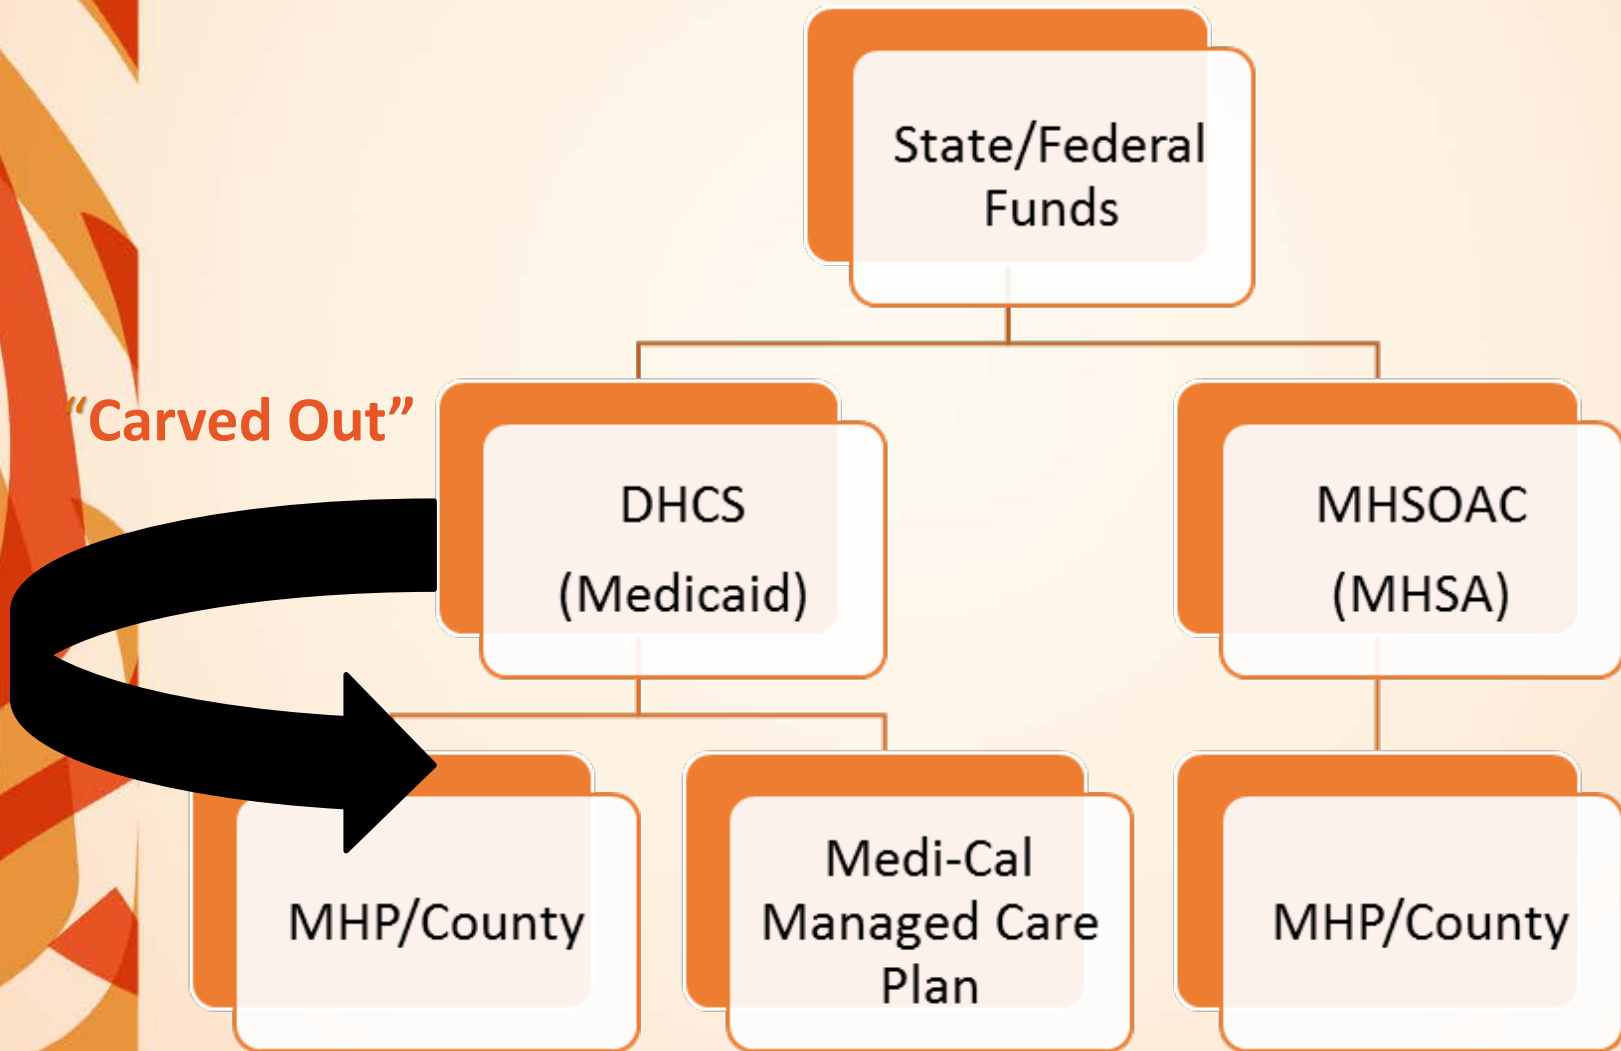 State/Federal
Funds
“Carved Out”
DHCS
(Medicaid)
MHSOAC
(MHSA)
MHP/County
Medi-Cal
Managed Care
Plan
MHP/County